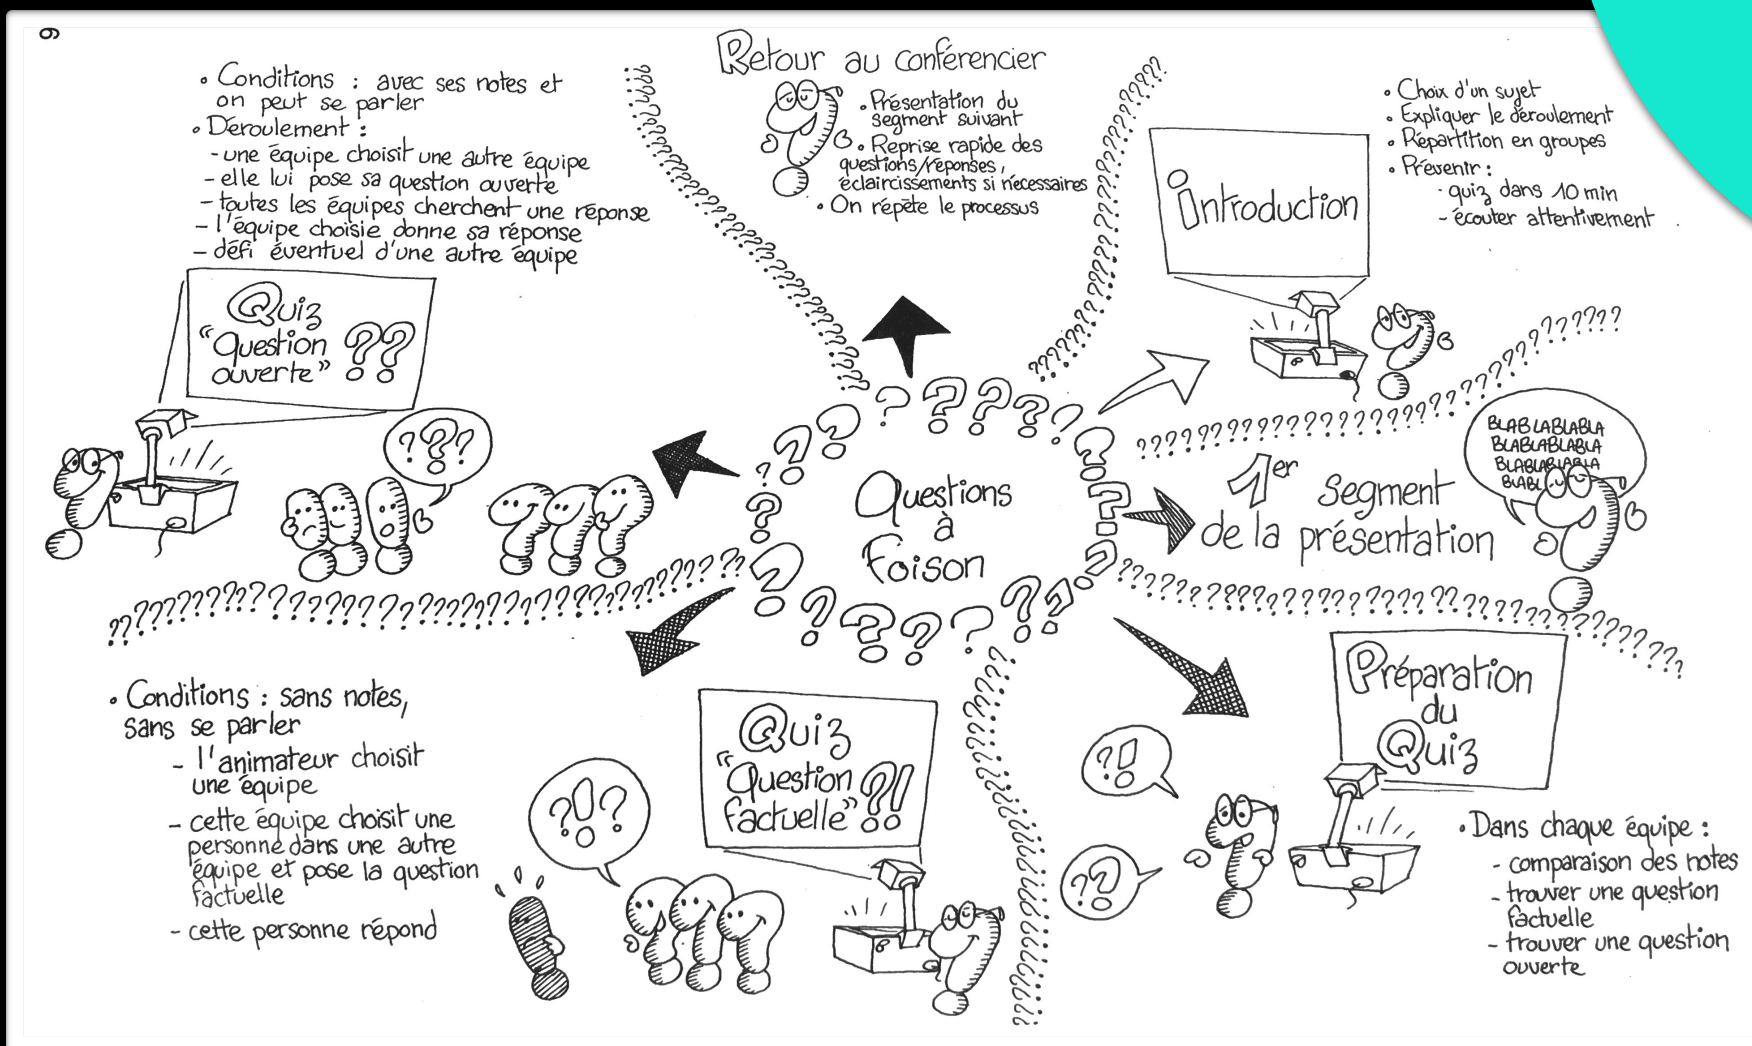 9
Questions
à
Foison
Introduction
• Choix d'un sujet
• Expliquer le déroulement
• Répartition en groupes
• Prévenir :
- quiz dans 10 min
- écouter attentivement
1er segment
de la présentation
BLABLABLABLA
BLABLABLABLA
BLABLABLABLA
BLABL
Préparation
du
Quiz
?!
??
• Dans chaque équipe :
- comparaison des notes
- trouver une question
factuelle
- trouver une question
ouverte
Quiz
"Question
factuelle" ?!
?!?
• Conditions : sans notes,
sans se parler
- l'animateur choisit
une équipe
- cette équipe choisit une
personne dans une autre
équipe et pose la question
factuelle
- cette personne répond
Quiz
"Question
ouverte" ??
???
• Conditions : avec ses notes et
on peut se parler
• Déroulement :
- une équipe choisit une autre équipe
- elle lui pose sa question ouverte
- toutes les équipes cherchent une réponse
- l'équipe choisie donne sa réponse
- défi éventuel d'une autre équipe
Retour au conférencier
• Présentation du
segment suivant
• Reprise rapide des
questions/réponses,
éclaircissements si nécessaires
• On répète le processus